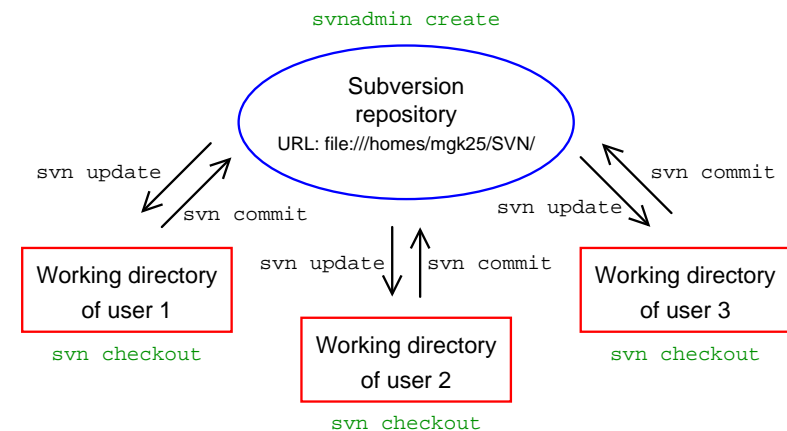 svnadmin create
Subversion
repository
URL: file:///homes/mgk25/SVN/
svn update
svn commit
svn update
svn commit
svn update
svn commit
Working directory
of user 1
svn checkout
Working directory
of user 2
svn checkout
Working directory
of user 3
svn checkout